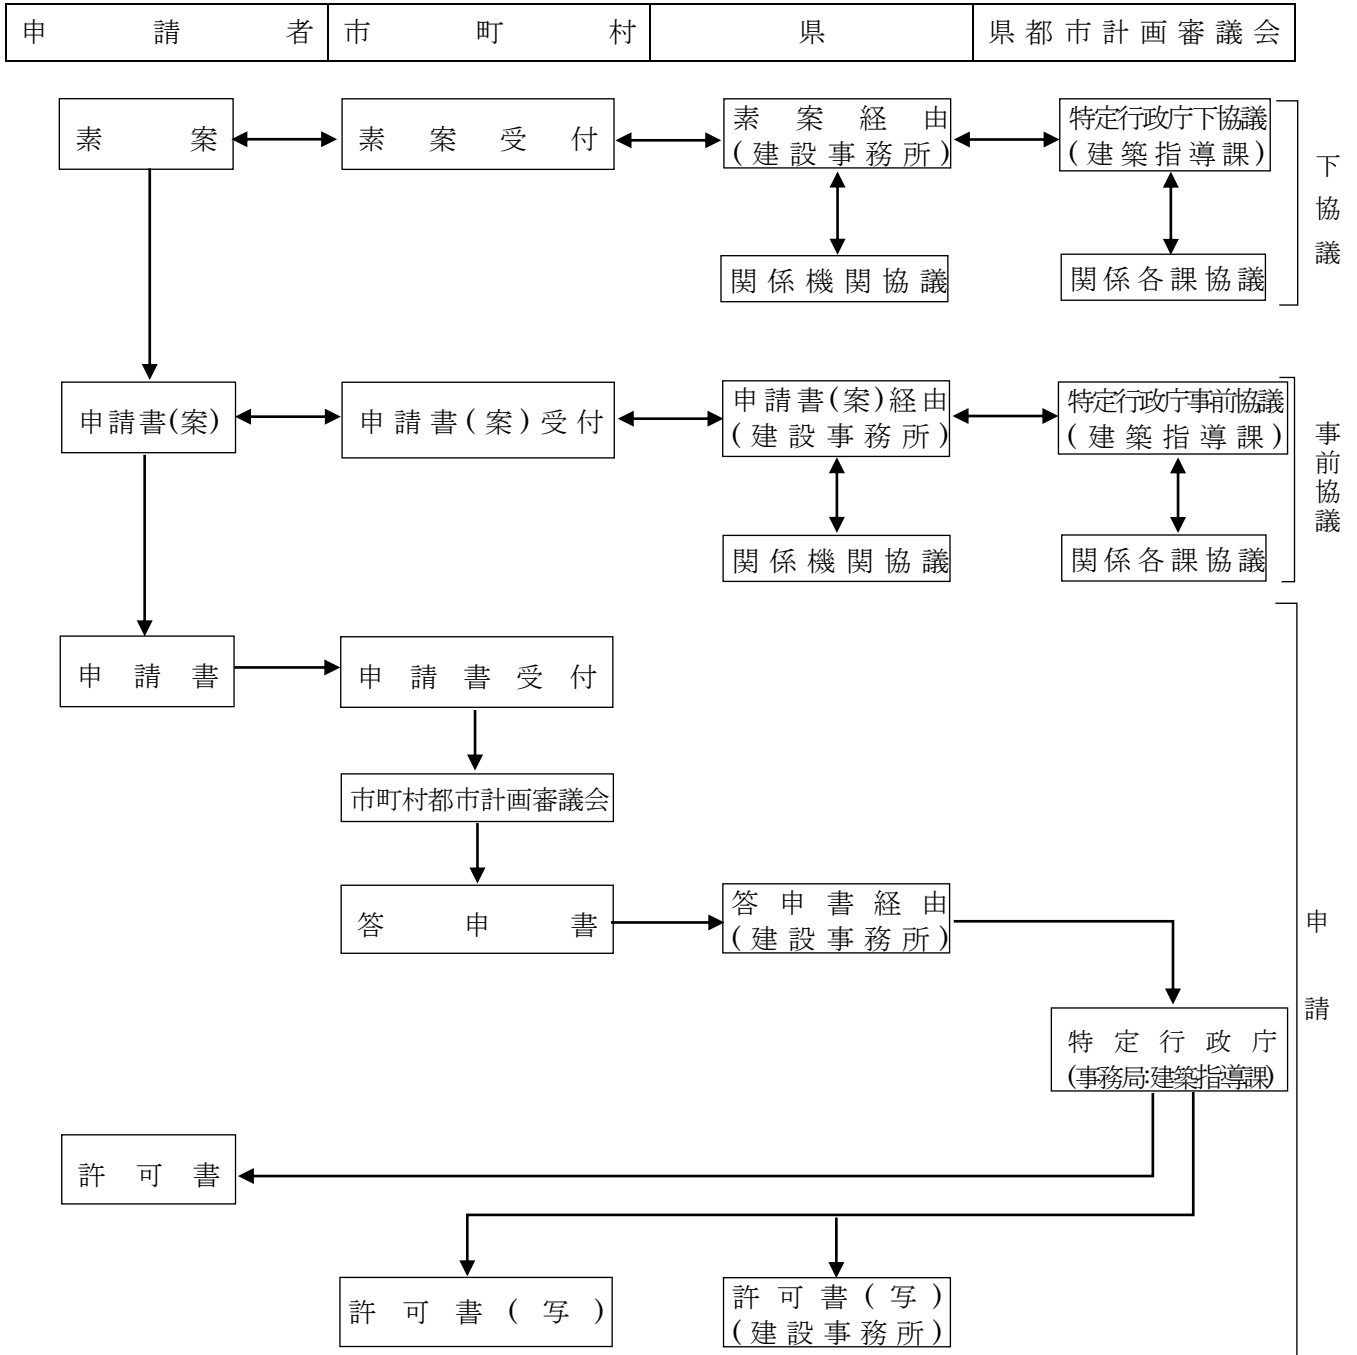 申請者 市町村 県 県都市計画審議会
素案 素案受付 素案経由 特定行政庁下協議
(建設事務所) (建築指導課)
下協議
関係機関協議 関係各課協議
申請書(案) 申請書(案)受付 申請書(案)経由 特定行政庁事前協議
(建設事務所) (建築指導課)
事前協議
関係機関協議 関係各課協議
申請書 申請書受付
市町村都市計画審議会
答申書 答申書経由
(建設事務所)
申請
特定行政庁
(事務局:建築指導課)
許可書
許可書(写) 許可書(写)
(建設事務所)